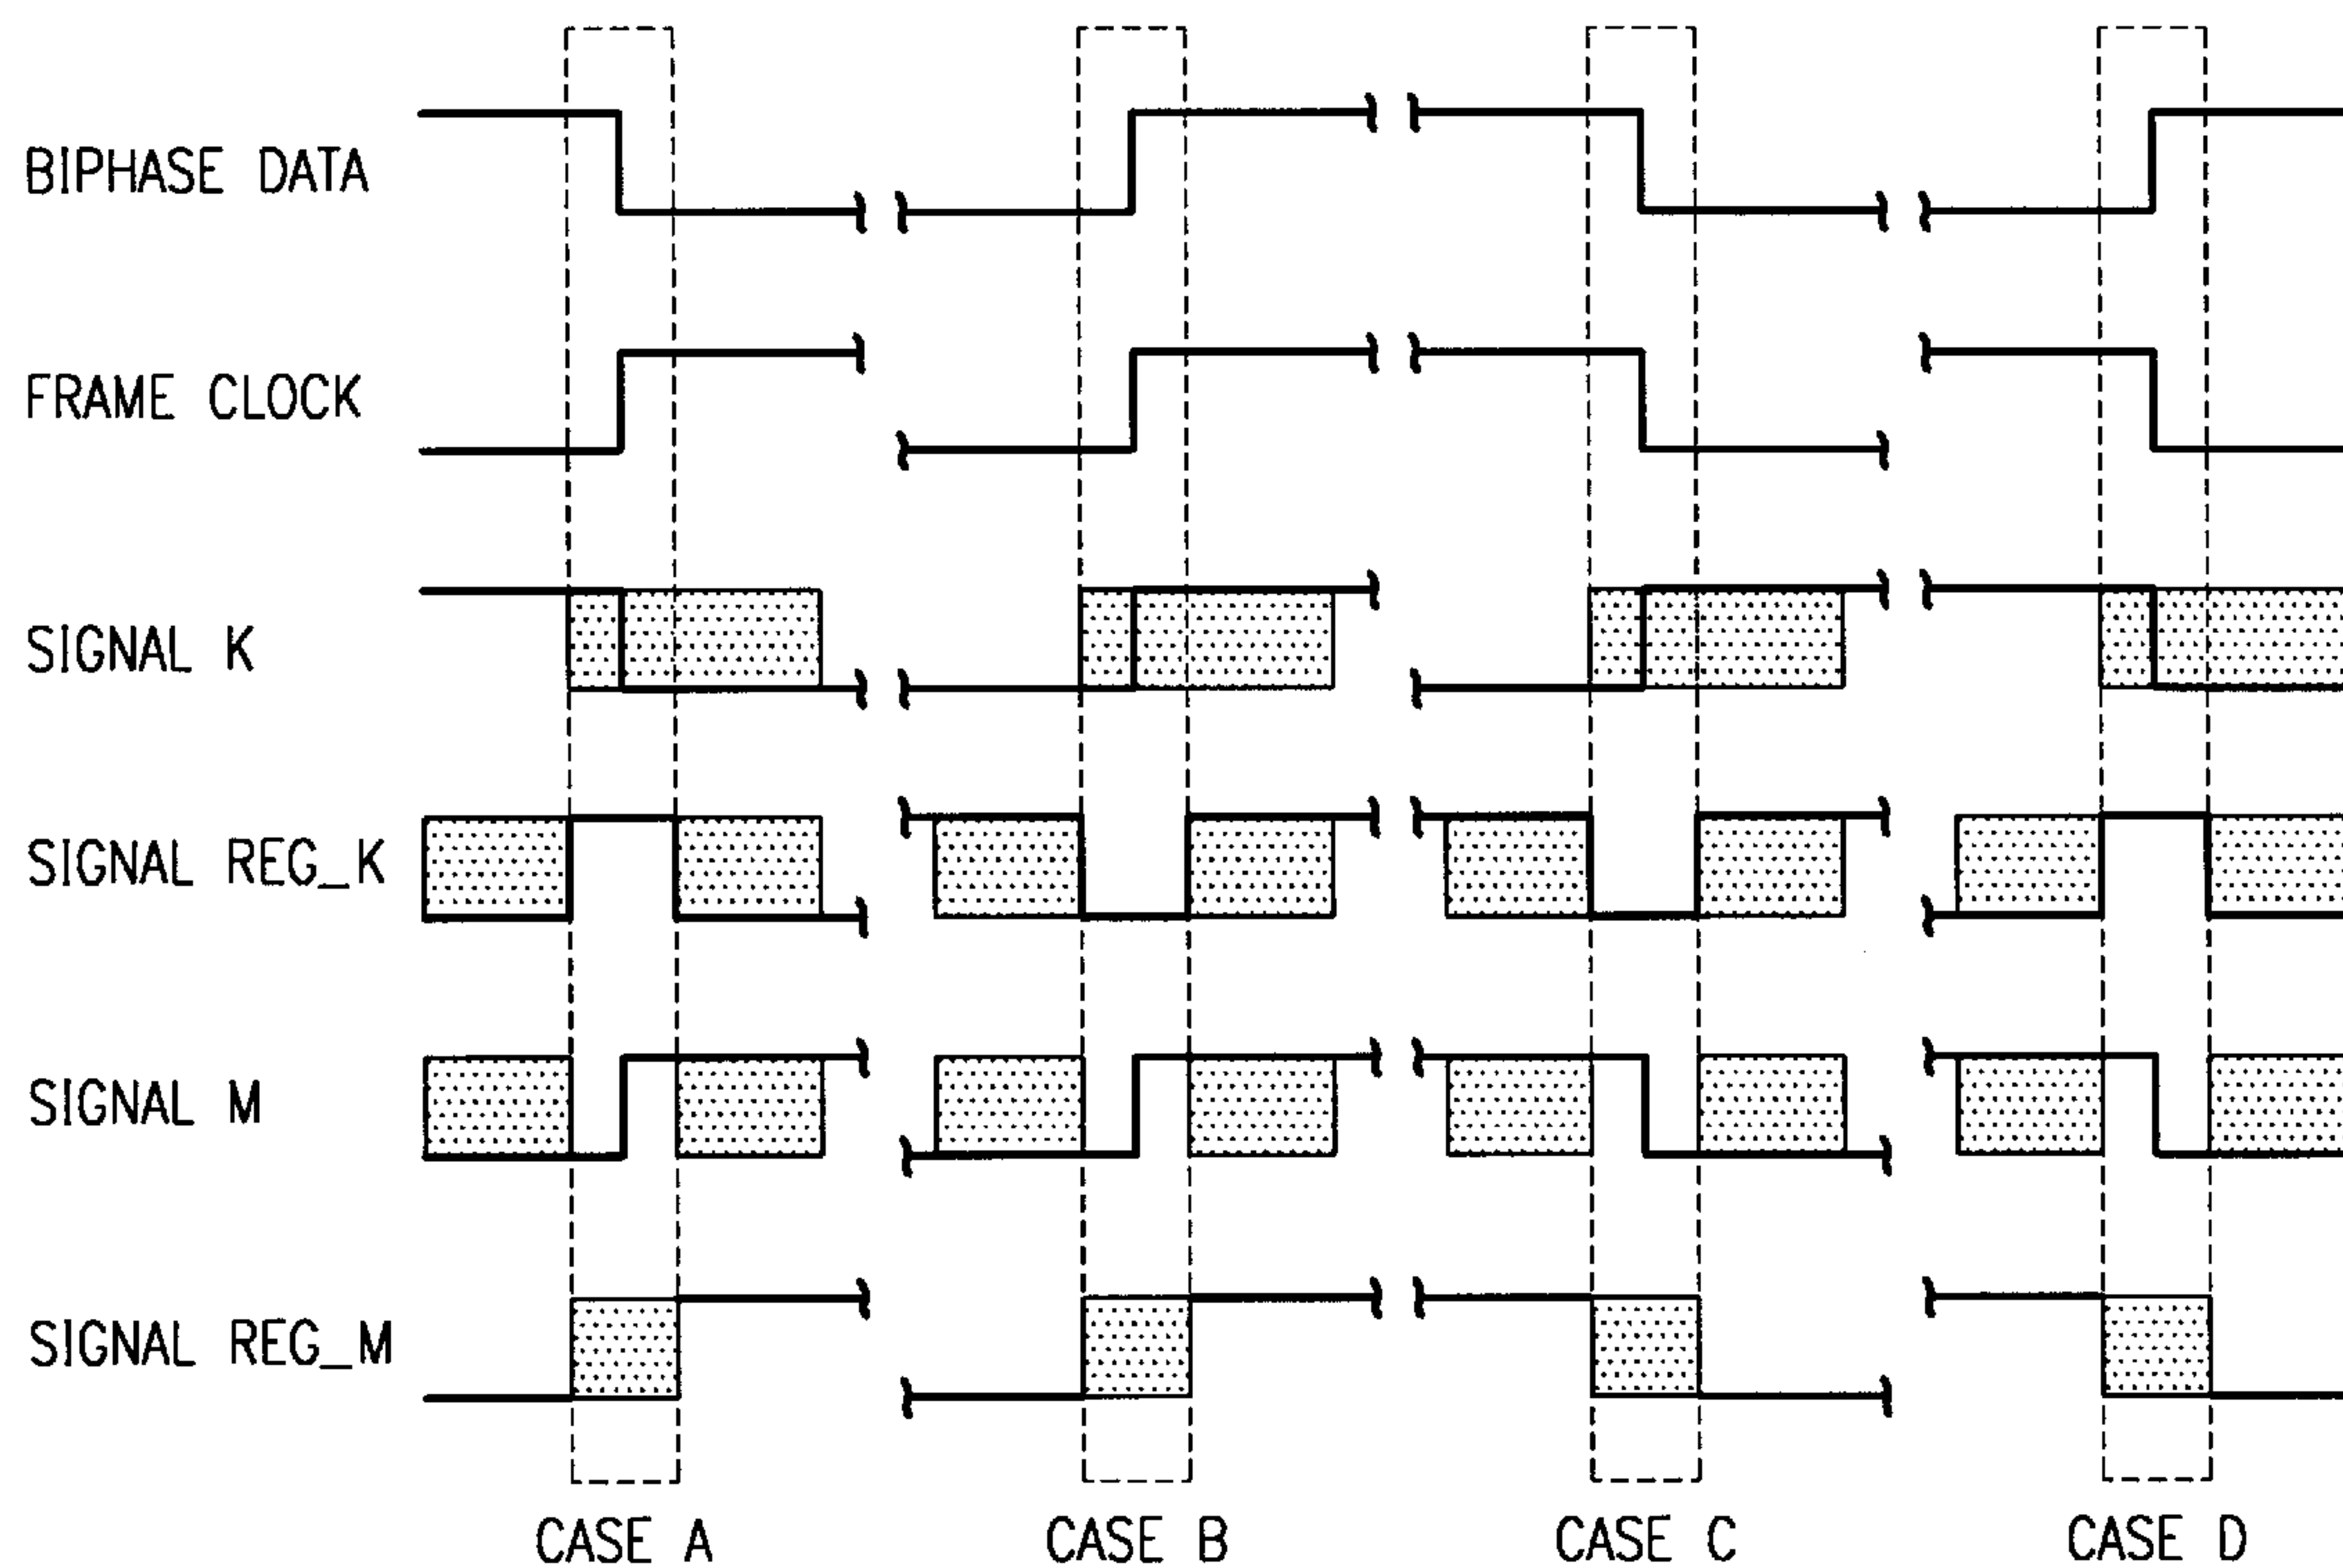 BIPHASE DATA
FRAME CLOCK
SIGNAL K
SIGNAL REG_K
SIGNAL M
SIGNAL REG_M
CASE A
CASE B
CASE C
CASE D